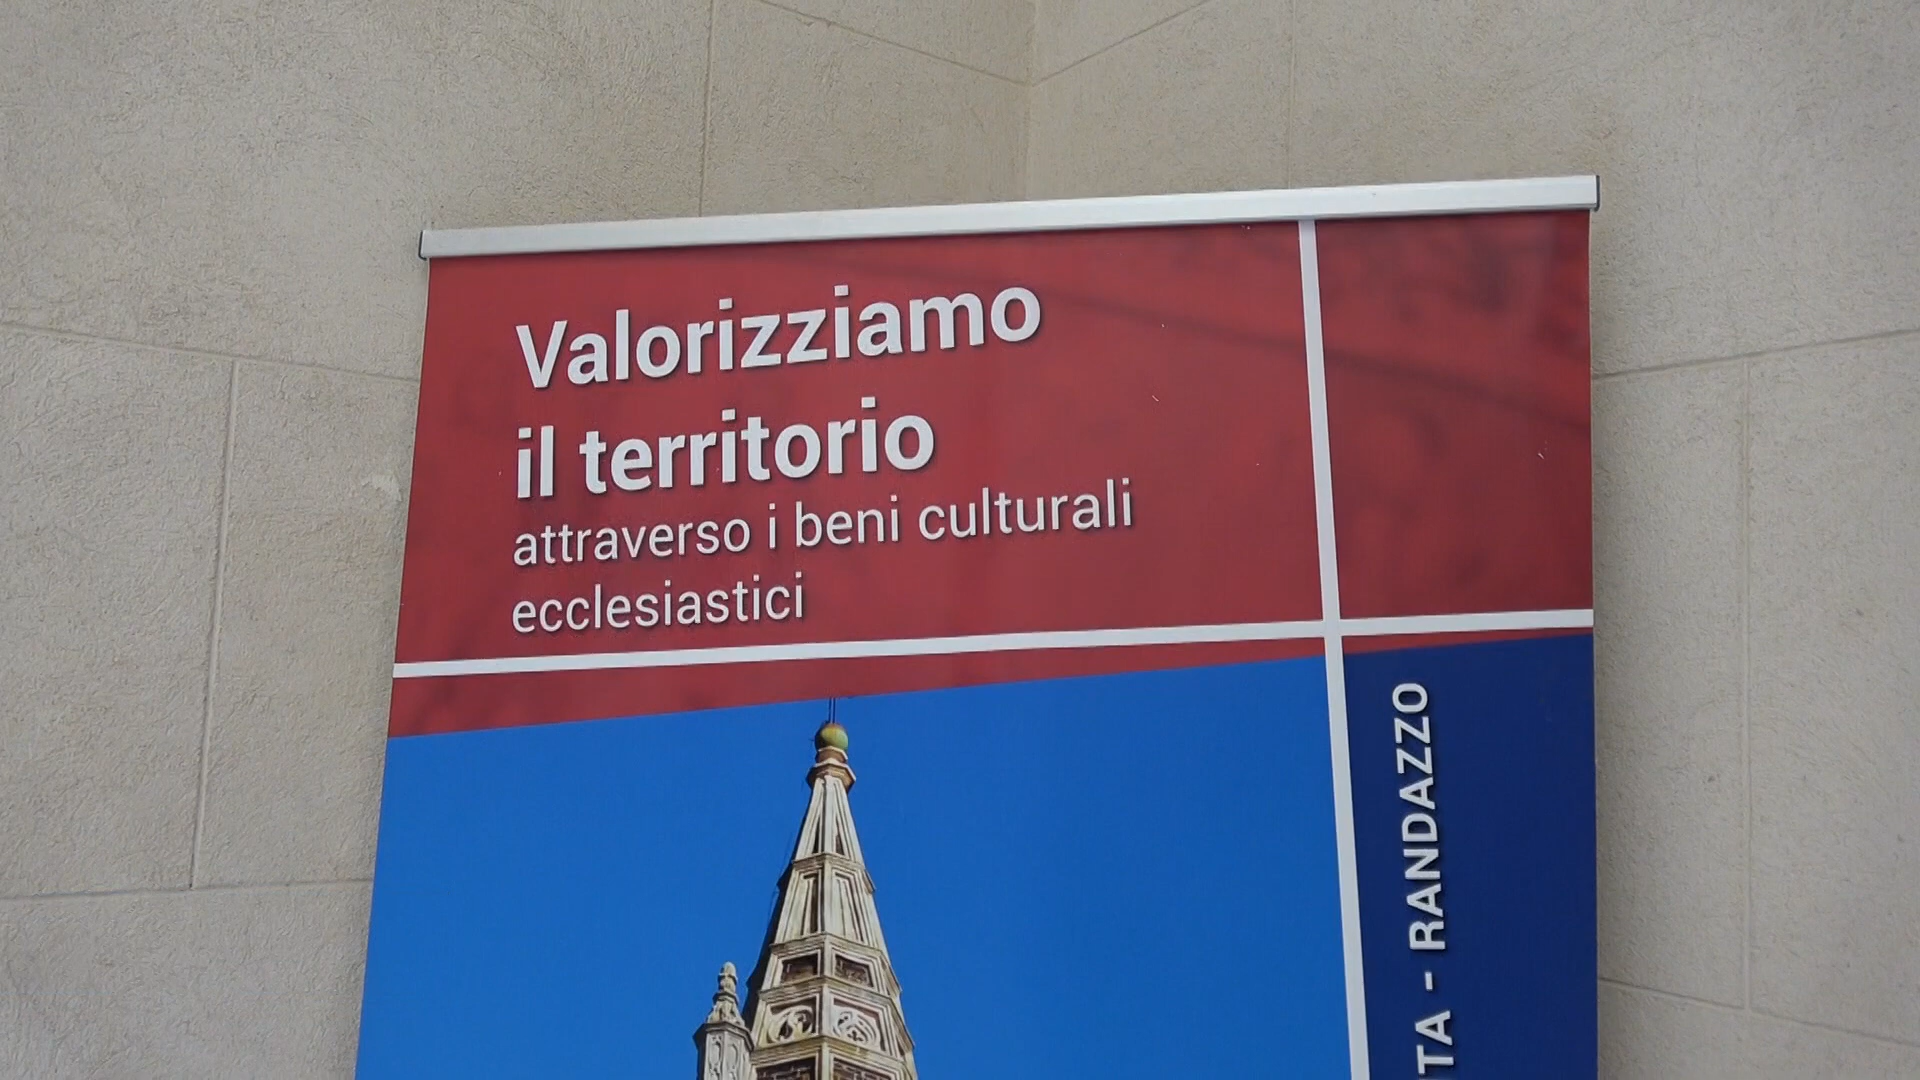 Valorizziamo
il territorio
attraverso i beni culturali
ecclesiastici
- RANDAZZO